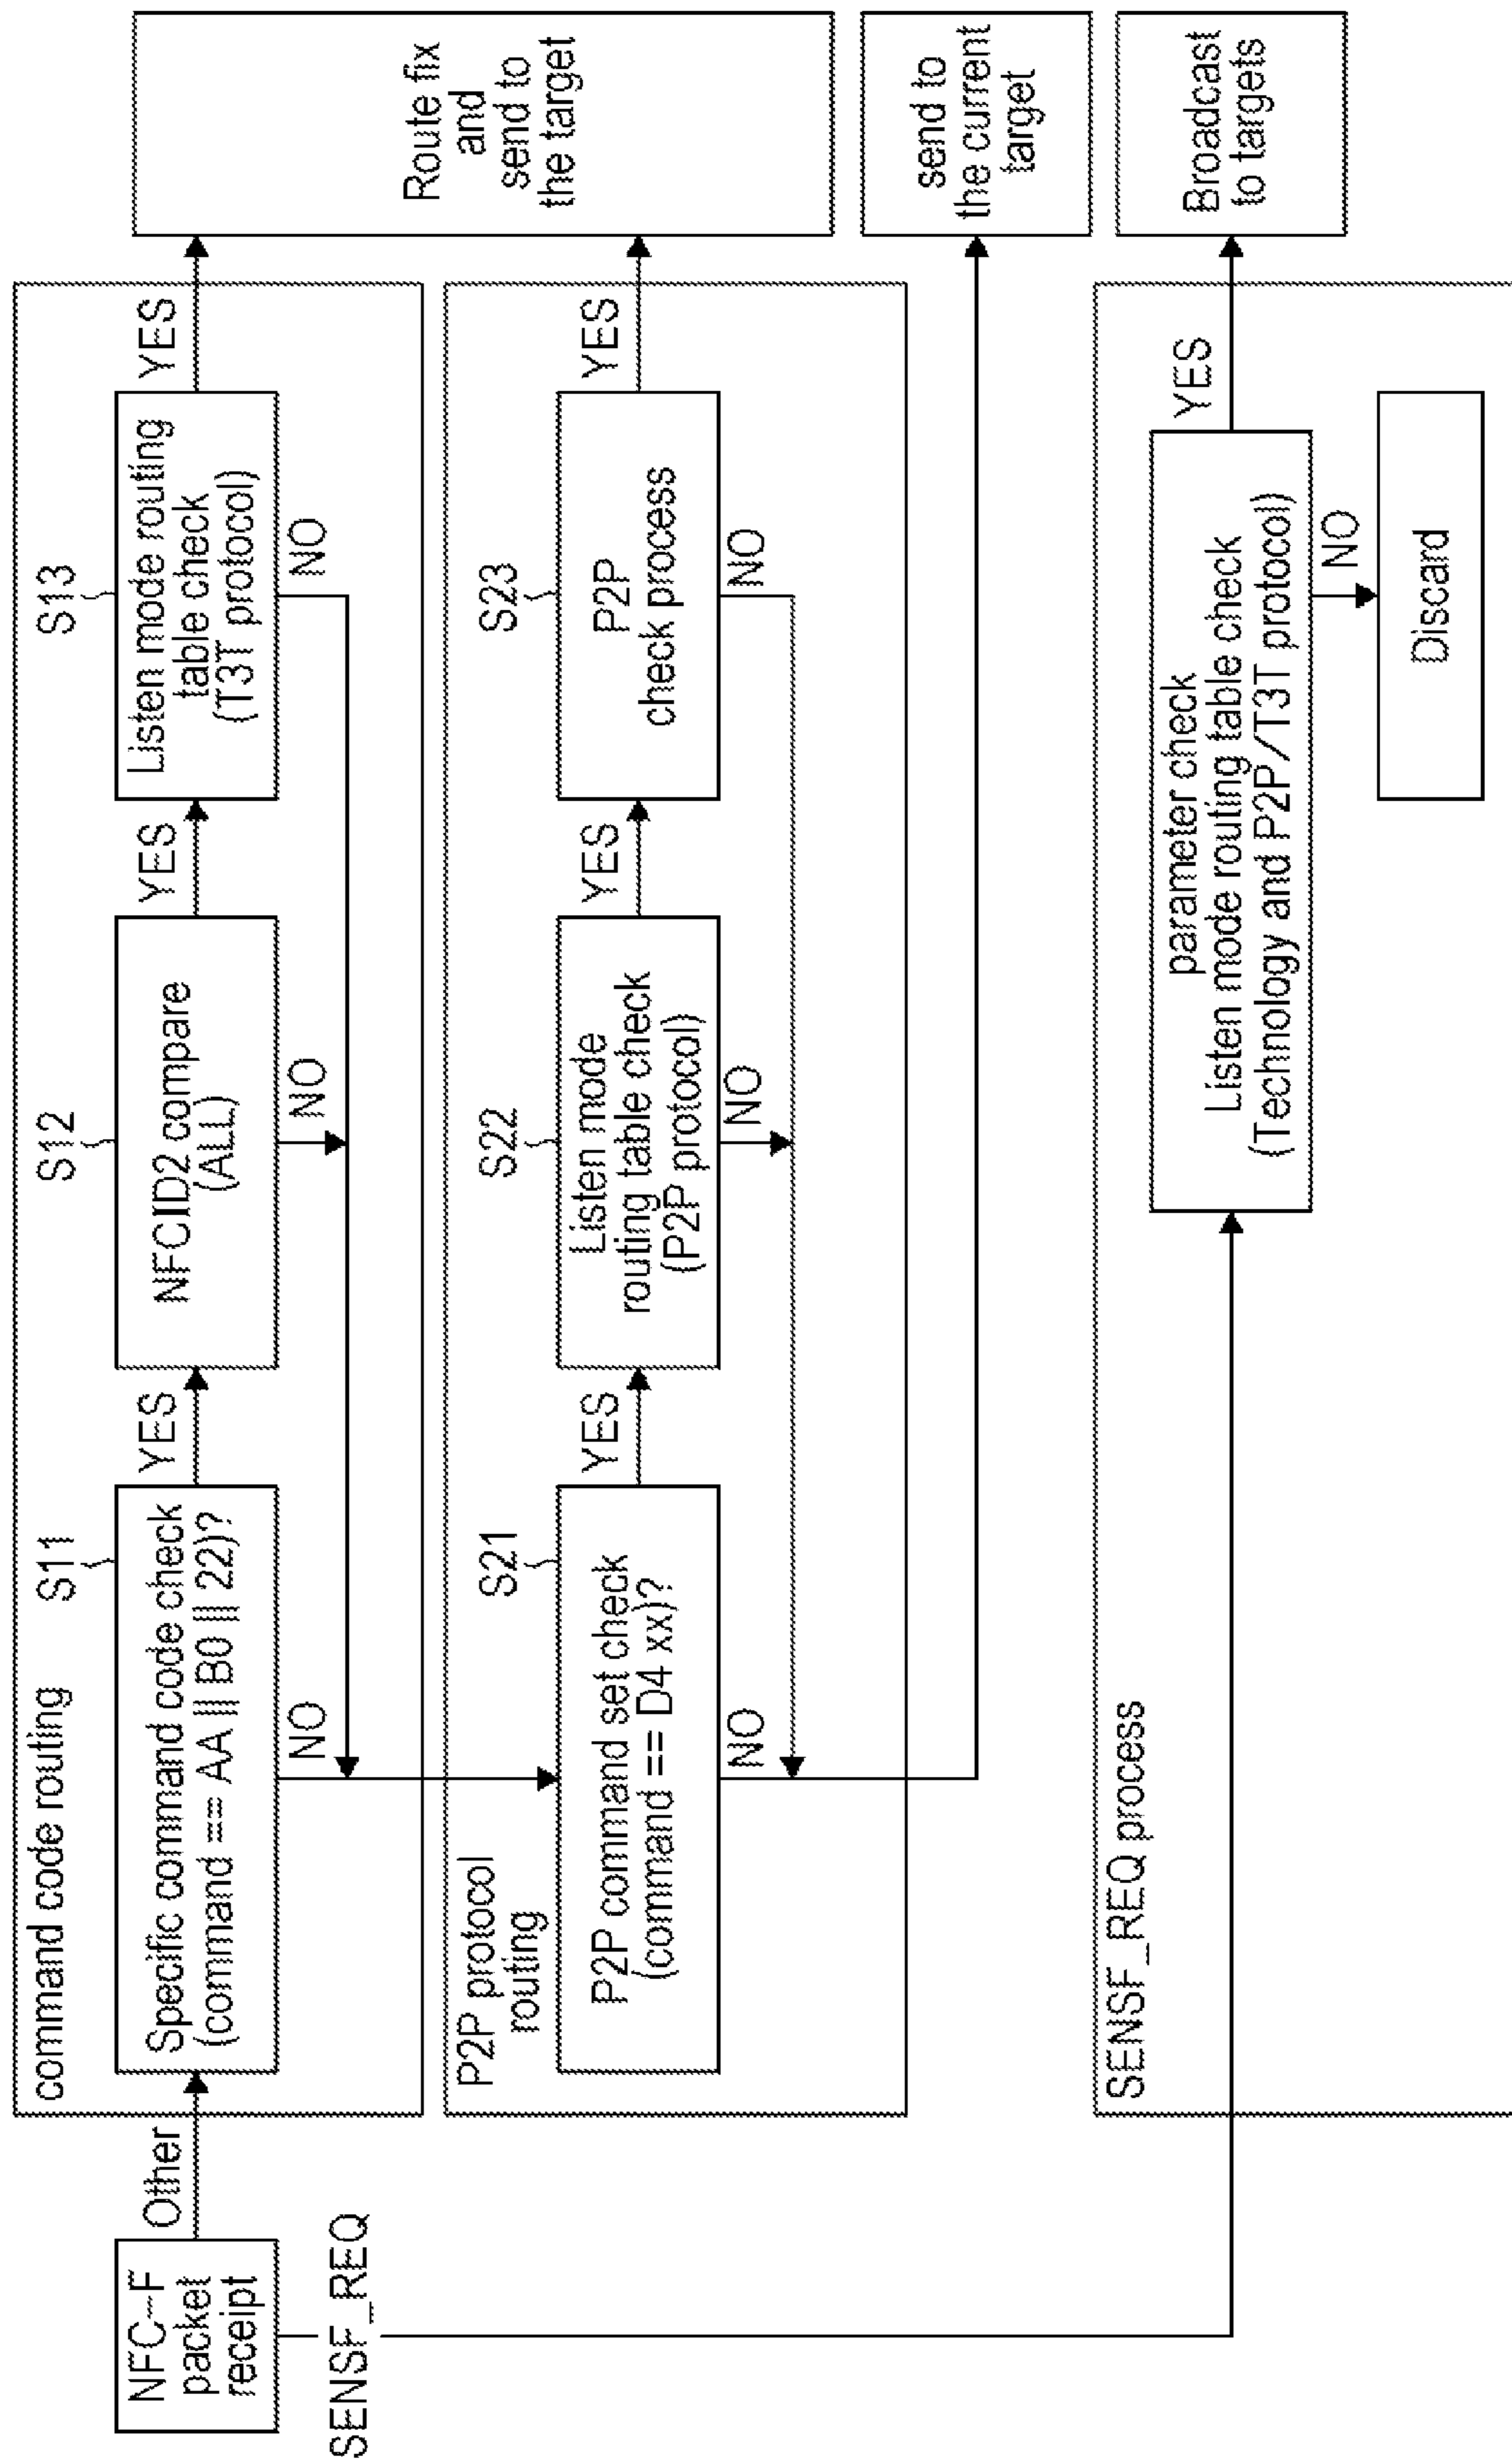 NFC-F
packet
receipt
Other
SENSF_REQ
command code routing
S11
Specific command code check
(command == AA || B0 || 22)?
YES
NO
S12
NFCID2 compare
(ALL)
YES
NO
S13
Listen mode routing
table check
(T3T protocol)
YES
NO
P2P protocol
routing
S21
P2P command set check
(command == D4 xx)?
YES
NO
S22
Listen mode
routing table check
(P2P protocol)
YES
NO
S23
P2P
check process
YES
NO
Route fix
and
send to
the target
send to
the current
target
SENSF_REQ process
parameter check
Listen mode routing table check
(Technology and P2P/T3T protocol)
YES
NO
Discard
Broadcast
to targets